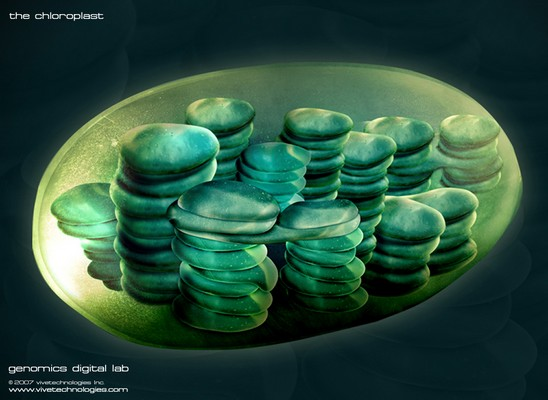 the chloroplast
genomics digital lab
©2007 vivetechnologies Inc.
www.vivetechnologies.com